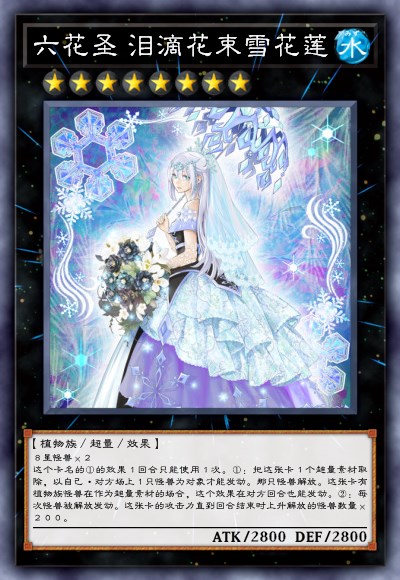 六花圣 泪滴花束雪花莲
水
【植物族／超量／效果】
８星怪兽×２
这个卡名的①的效果１回合只能使用１次。①：把这张卡１个超量素材取
除，以自己·对方场上１只怪兽为对象才能发动。那只怪兽解放。这张卡有
植物族怪兽在作为超量素材的场合，这个效果在对方回合也能发动。②：每
次怪兽被解放发动。这张卡的攻击力直到回合结束时上升解放的怪兽数量×
２００。
ATK/2800 DEF/2800